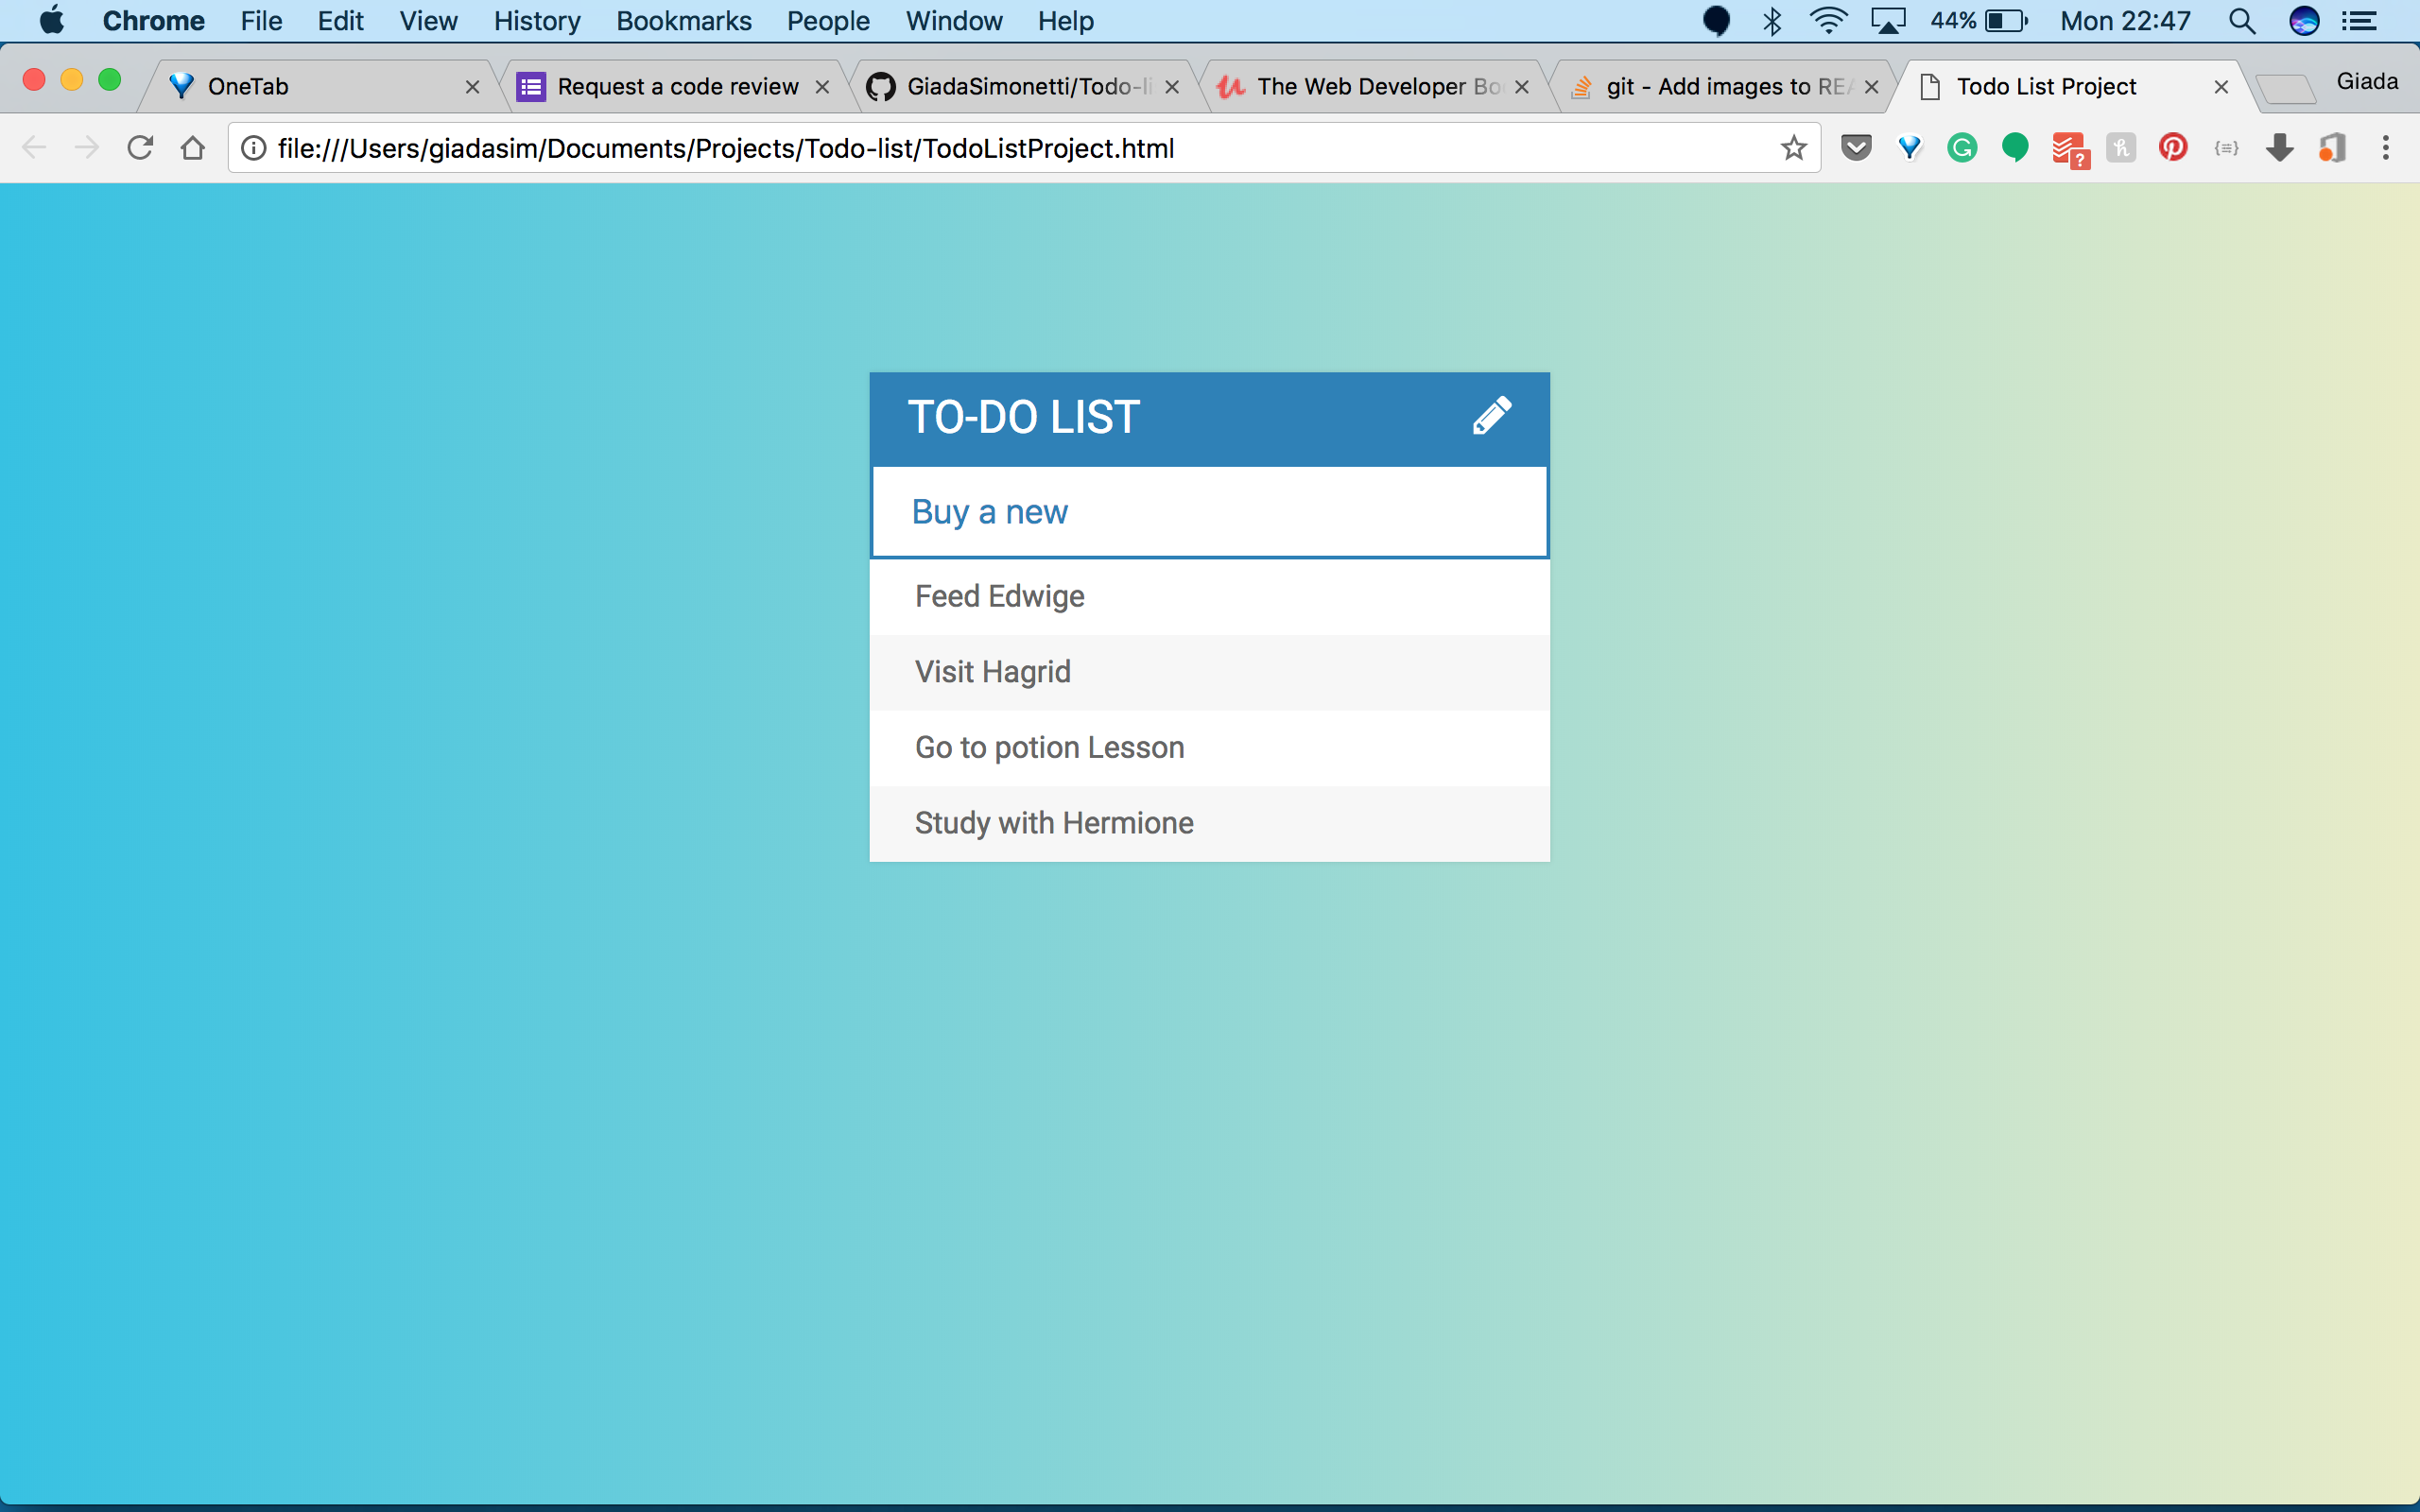 Chrome File Edit View History Bookmarks People Window Help 44% Mon 22:47
OneTab Request a code review GiadaSimonetti/Todo-li The Web Developer Bo git - Add images to REA Todo List Project Giada
file:///Users/giadasim/Documents/Projects/Todo-list/TodoListProject.html
TO-DO LIST
Buy a new
Feed Edwige
Visit Hagrid
Go to potion Lesson
Study with Hermione